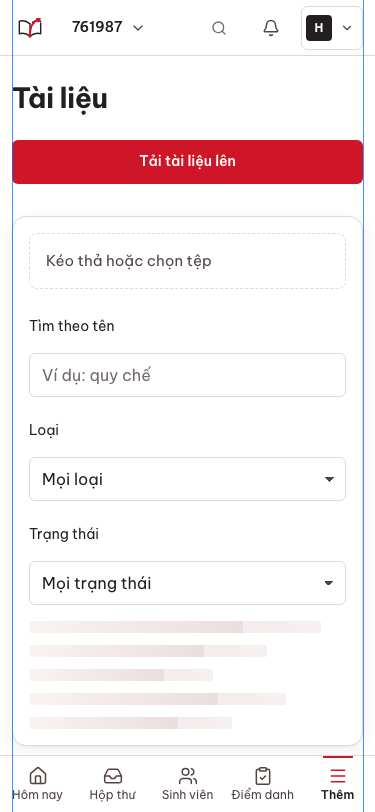 761987
H
Tài liệu
Tải tài liệu lên
Kéo thả hoặc chọn tệp
Tìm theo tên
Ví dụ: quy chế
Loại
Mọi loại
Trạng thái
Mọi trạng thái
Hôm nay
Hộp thư
Sinh viên
Điểm danh
Thêm